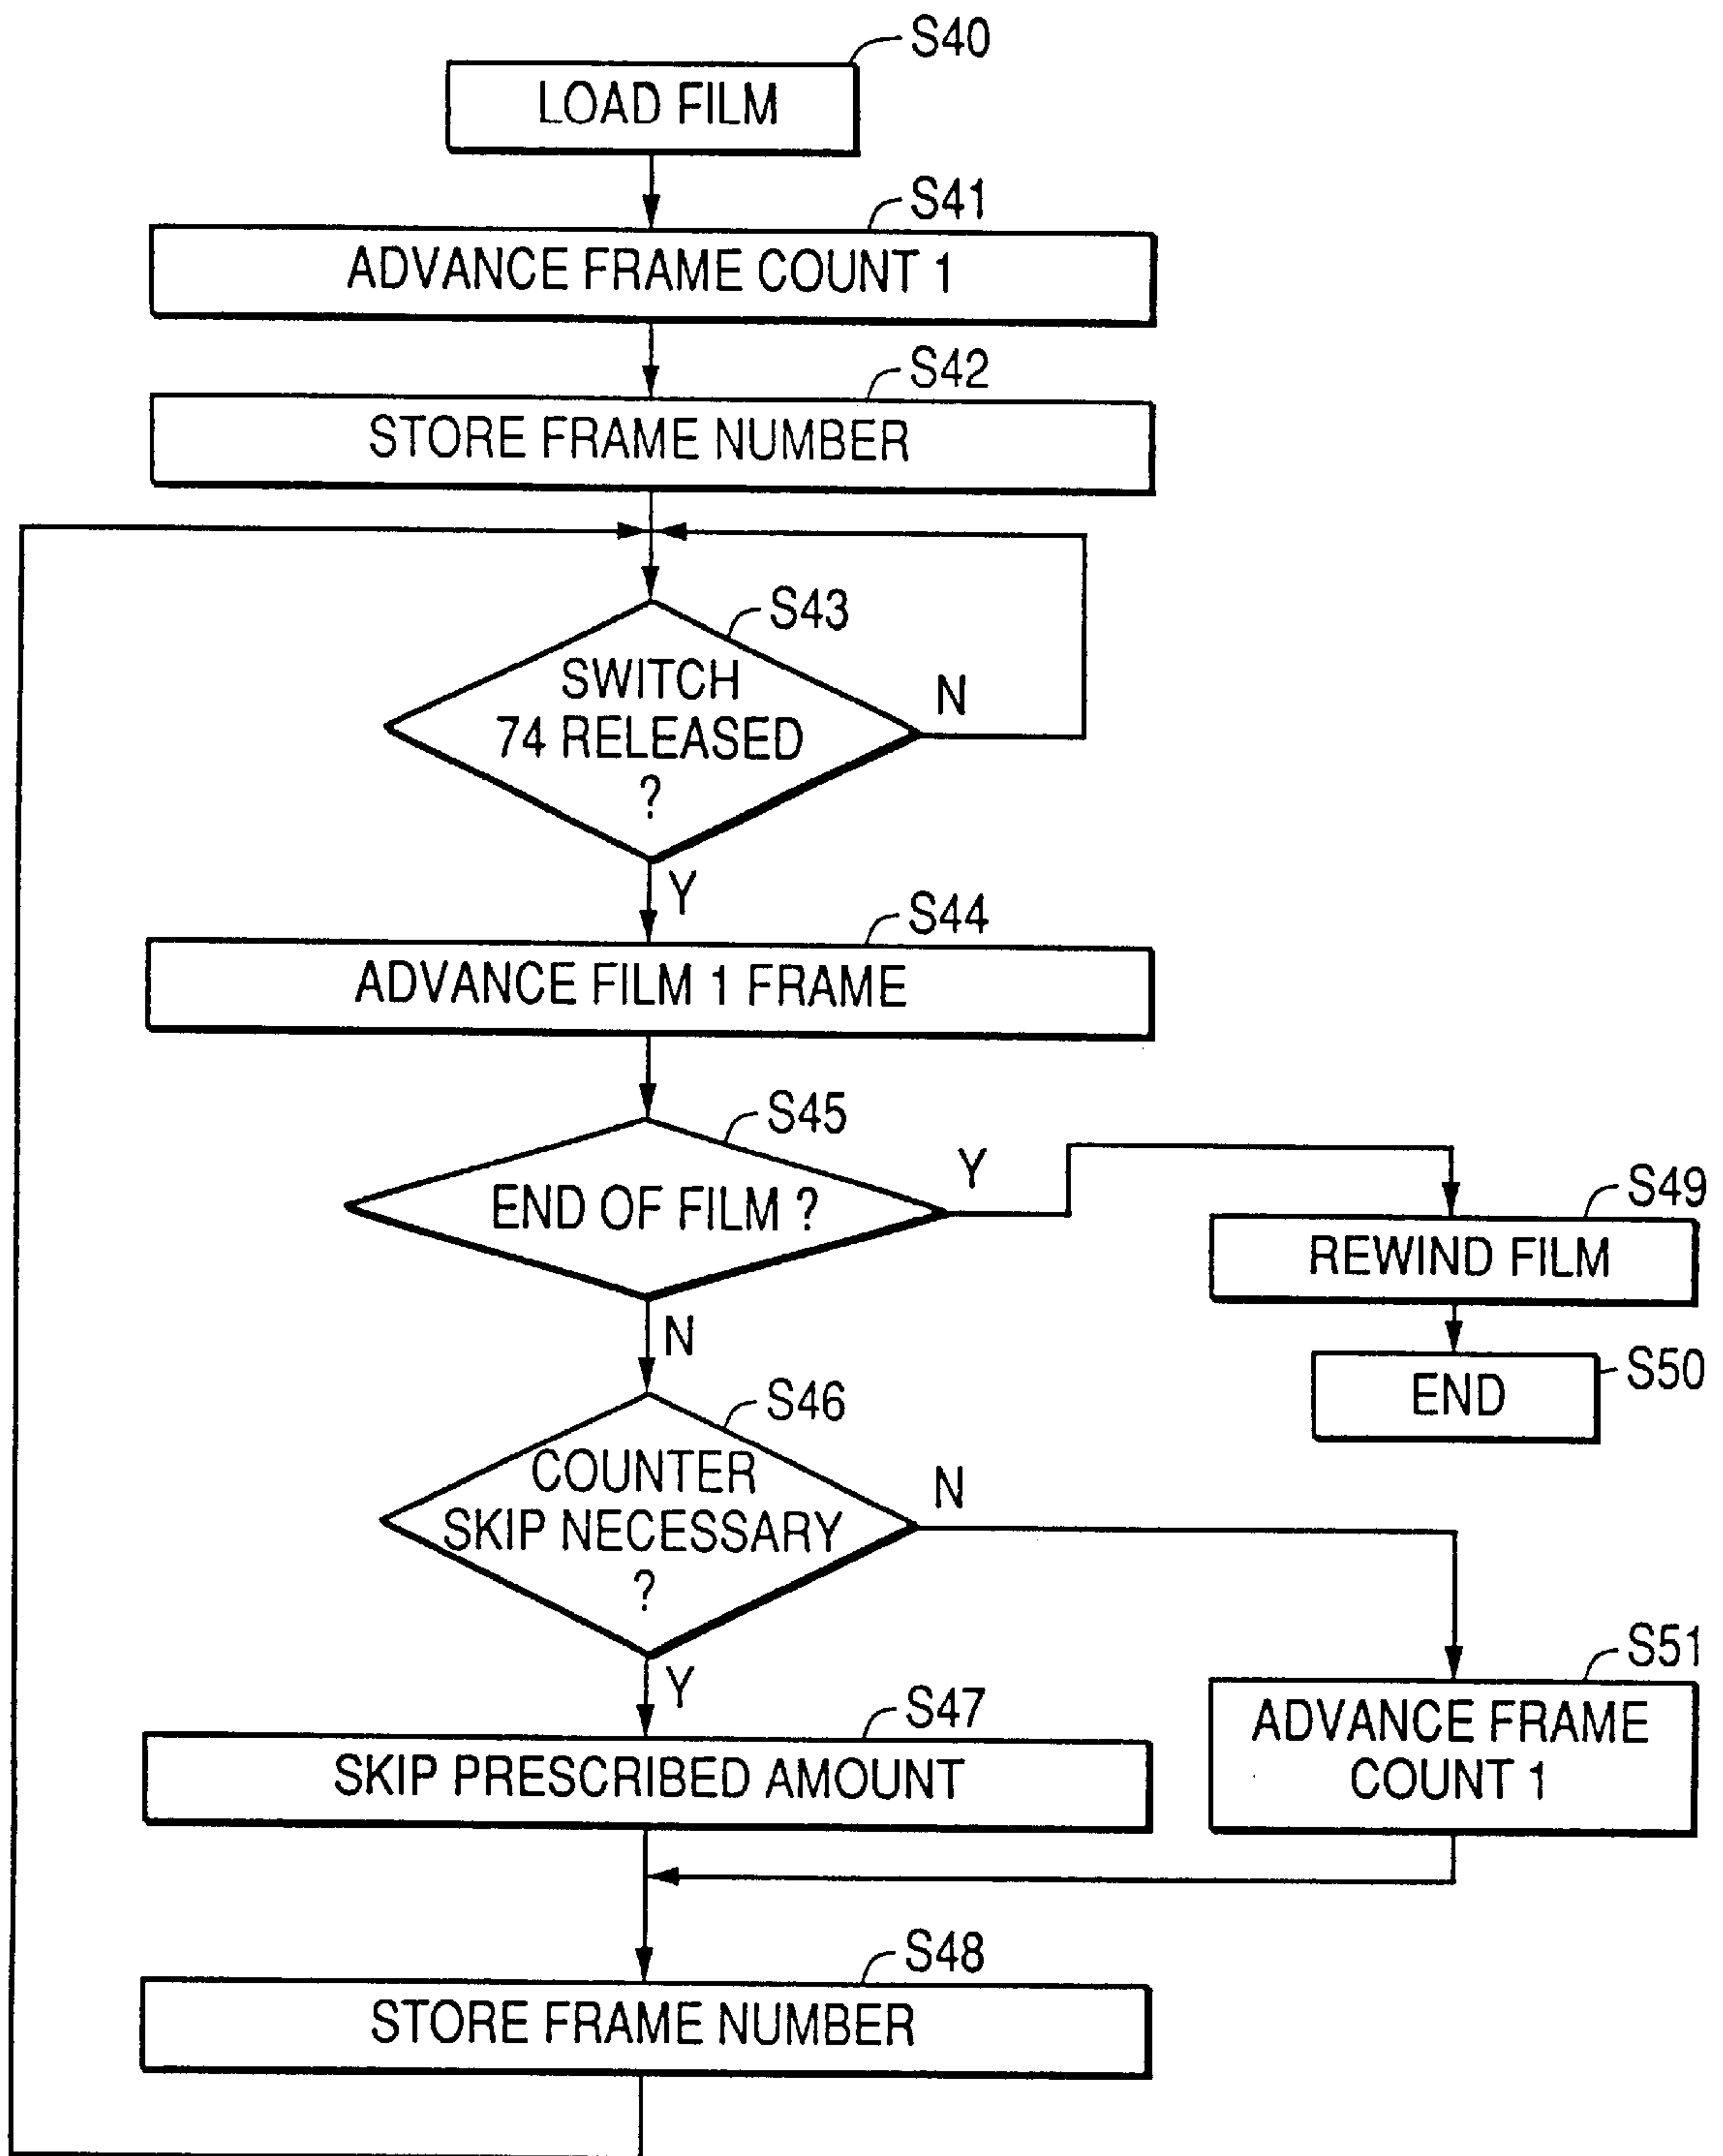 S40
LOAD FILM
S41
ADVANCE FRAME COUNT 1
S42
STORE FRAME NUMBER
S43
SWITCH
74 RELEASED
?
N
Y
S44
ADVANCE FILM 1 FRAME
S45
END OF FILM ?
Y
N
S49
REWIND FILM
S50
END
S46
COUNTER
SKIP NECESSARY
?
N
Y
S51
ADVANCE FRAME
COUNT 1
S47
SKIP PRESCRIBED AMOUNT
S48
STORE FRAME NUMBER